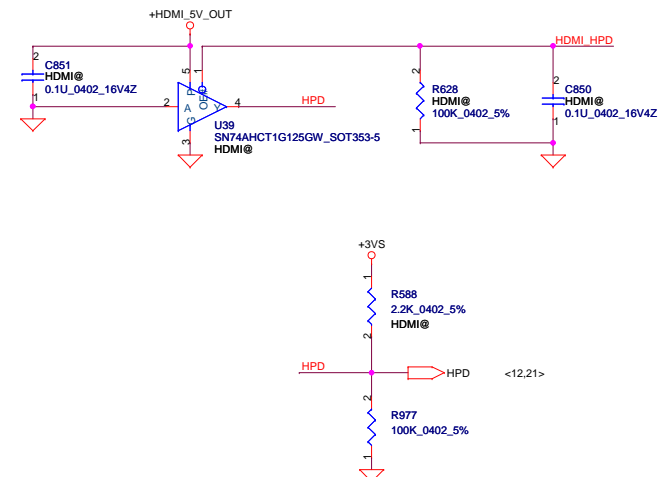 +HDMI_5V_OUT
HDMI_HPD
C851
HDMI@
0.1U_0402_16V4Z
2
1
5
1
P
OE#
2
A
Y
4
G
3
HPD
U39
SN74AHCT1G125GW_SOT353-5
HDMI@
2
R628
HDMI@
100K_0402_5%
1
2
C850
HDMI@
0.1U_0402_16V4Z
1
+3VS
1
R588
2.2K_0402_5%
HDMI@
2
HPD
HPD <12,21>
2
R977
100K_0402_5%
1